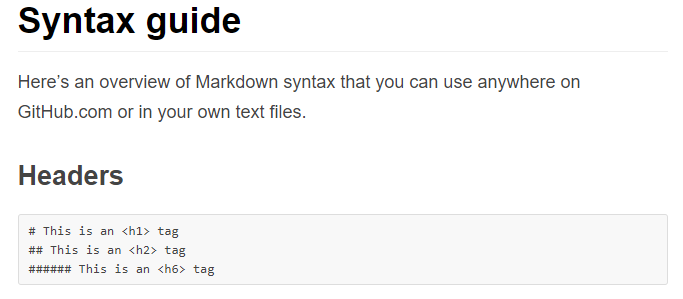 Syntax guide
Here’s an overview of Markdown syntax that you can use anywhere on
GitHub.com or in your own text files.
Headers
# This is an <h1> tag
## This is an <h2> tag
###### This is an <h6> tag